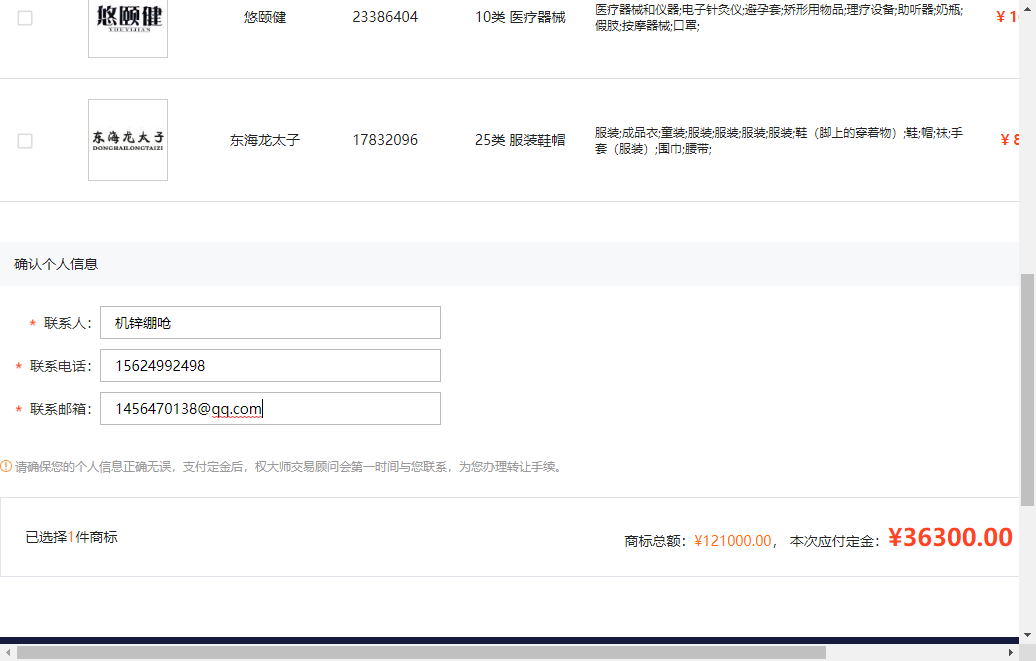 悠颐健
YOUYIJIAN
悠颐健
23386404
10类 医疗器械
医疗器械和仪器;电子针灸仪;避孕套;矫形用物品;理疗设备;助听器;奶瓶;
假肢;按摩器械;口罩;
¥ 1
东海龙太子
DONGHAILONGTAIZI
东海龙太子
17832096
25类 服装鞋帽
服装;成品衣;童装;服装;服装;服装;服装;鞋（脚上的穿着物）;鞋;帽;袜;手
套（服装）;围巾;腰带;
¥ 8
确认个人信息
* 联系人: 机锌绷呛
* 联系电话: 15624992498
* 联系邮箱: 1456470138@qq.com
请确保您的个人信息正确无误，支付定金后，权大师交易顾问会第一时间与您联系，为您办理转让手续。
已选择1件商标
商标总额: ¥121000.00， 本次应付定金: ¥36300.00